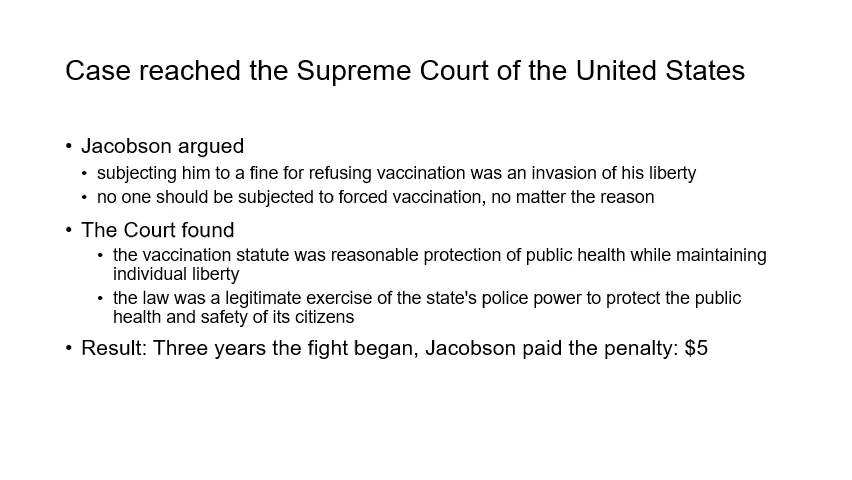 Case reached the Supreme Court of the United States
• Jacobson argued
• subjecting him to a fine for refusing vaccination was an invasion of his liberty
• no one should be subjected to forced vaccination, no matter the reason
• The Court found
• the vaccination statute was reasonable protection of public health while maintaining
individual liberty
• the law was a legitimate exercise of the state's police power to protect the public
health and safety of its citizens
• Result: Three years the fight began, Jacobson paid the penalty: $5